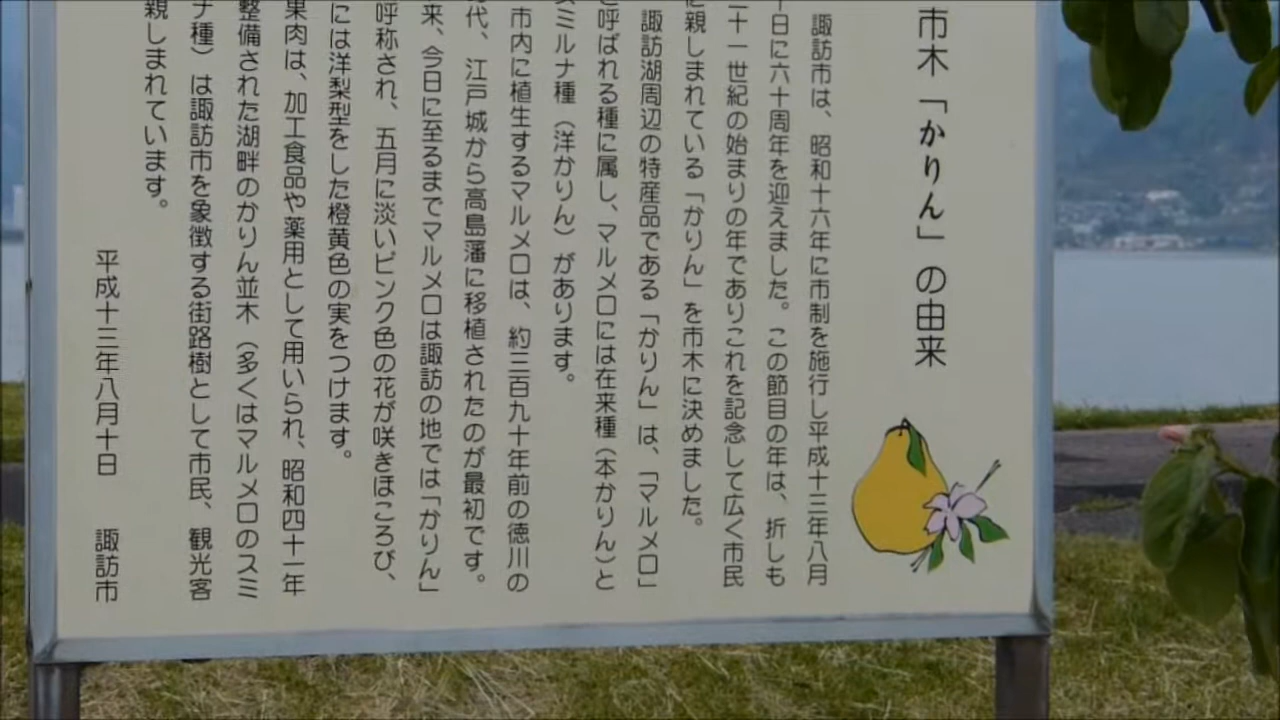 市木「かりん」の由来
諏訪市は、昭和十六年に市制を施行し平成十三年八月
十日に六十周年を迎えました。この節目の年は、折しも
二十一世紀の始まりの年でありこれを記念して広く市民
に親しまれている「かりん」を市木に決めました。
諏訪湖周辺の特産品である「かりん」は、「マルメロ」
と呼ばれる種に属し、マルメロには在来種（本かりん）と
スミルナ種（洋かりん）があります。
市内に植生するマルメロは、約三百九十年前の徳川の
代、江戸城から高島藩に移植されたのが最初です。
来、今日に至るまでマルメロは諏訪の地では「かりん」
呼称され、五月に淡いピンク色の花が咲きほころび、
には洋梨型をした橙黄色の実をつけます。
果肉は、加工食品や薬用として用いられ、昭和四十一年
整備された湖畔のかりん並木（多くはマルメロのスミ
ナ種）は諏訪市を象徴する街路樹として市民、観光客
親しまれています。
平成十三年八月十日 諏訪市